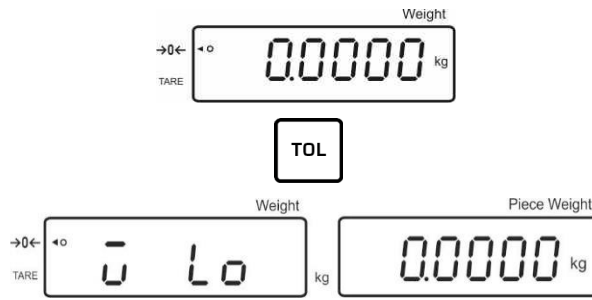 Weight
→0← ◄ o 0.0000 kg
TARE
TOL
Weight Piece Weight
→0← ◄ o ū Lo 0.0000 kg
TARE kg